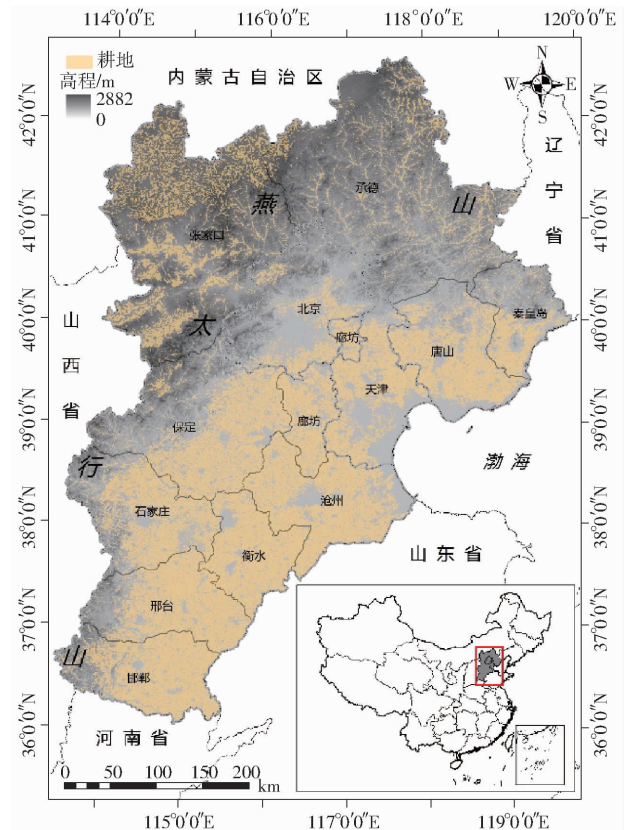 114°0′0″E 116°0′0″E 118°0′0″E 120°0′0″E
耕地
高程/m
2882
0
内蒙古自治区
N
W E
S
辽宁省
42°0′0″N
42°0′0″N
41°0′0″N
41°0′0″N
40°0′0″N
40°0′0″N
39°0′0″N
39°0′0″N
38°0′0″N
38°0′0″N
37°0′0″N
37°0′0″N
36°0′0″N
36°0′0″N
燕山
承德
张家口
太行山
山西省
北京
秦皇岛
廊坊
唐山
天津
保定
廊坊
渤海
沧州
石家庄
衡水
山东省
邢台
邯郸
河南省
0 50 100 150 200
km
115°0′0″E 117°0′0″E 119°0′0″E